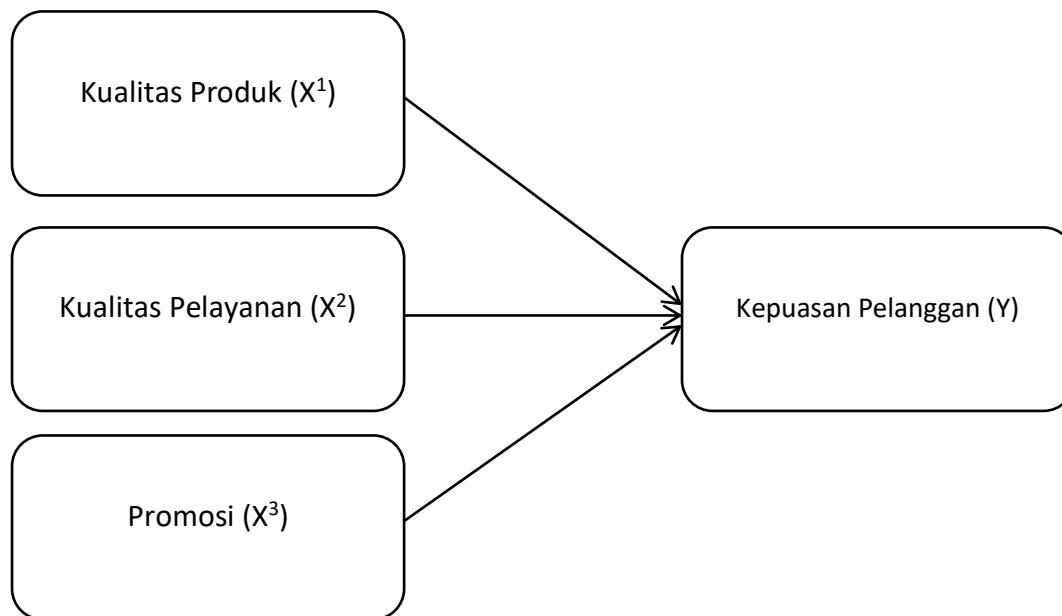 Kualitas Produk (X¹)
Kualitas Pelayanan (X²)
Kepuasan Pelanggan (Y)
Promosi (X³)